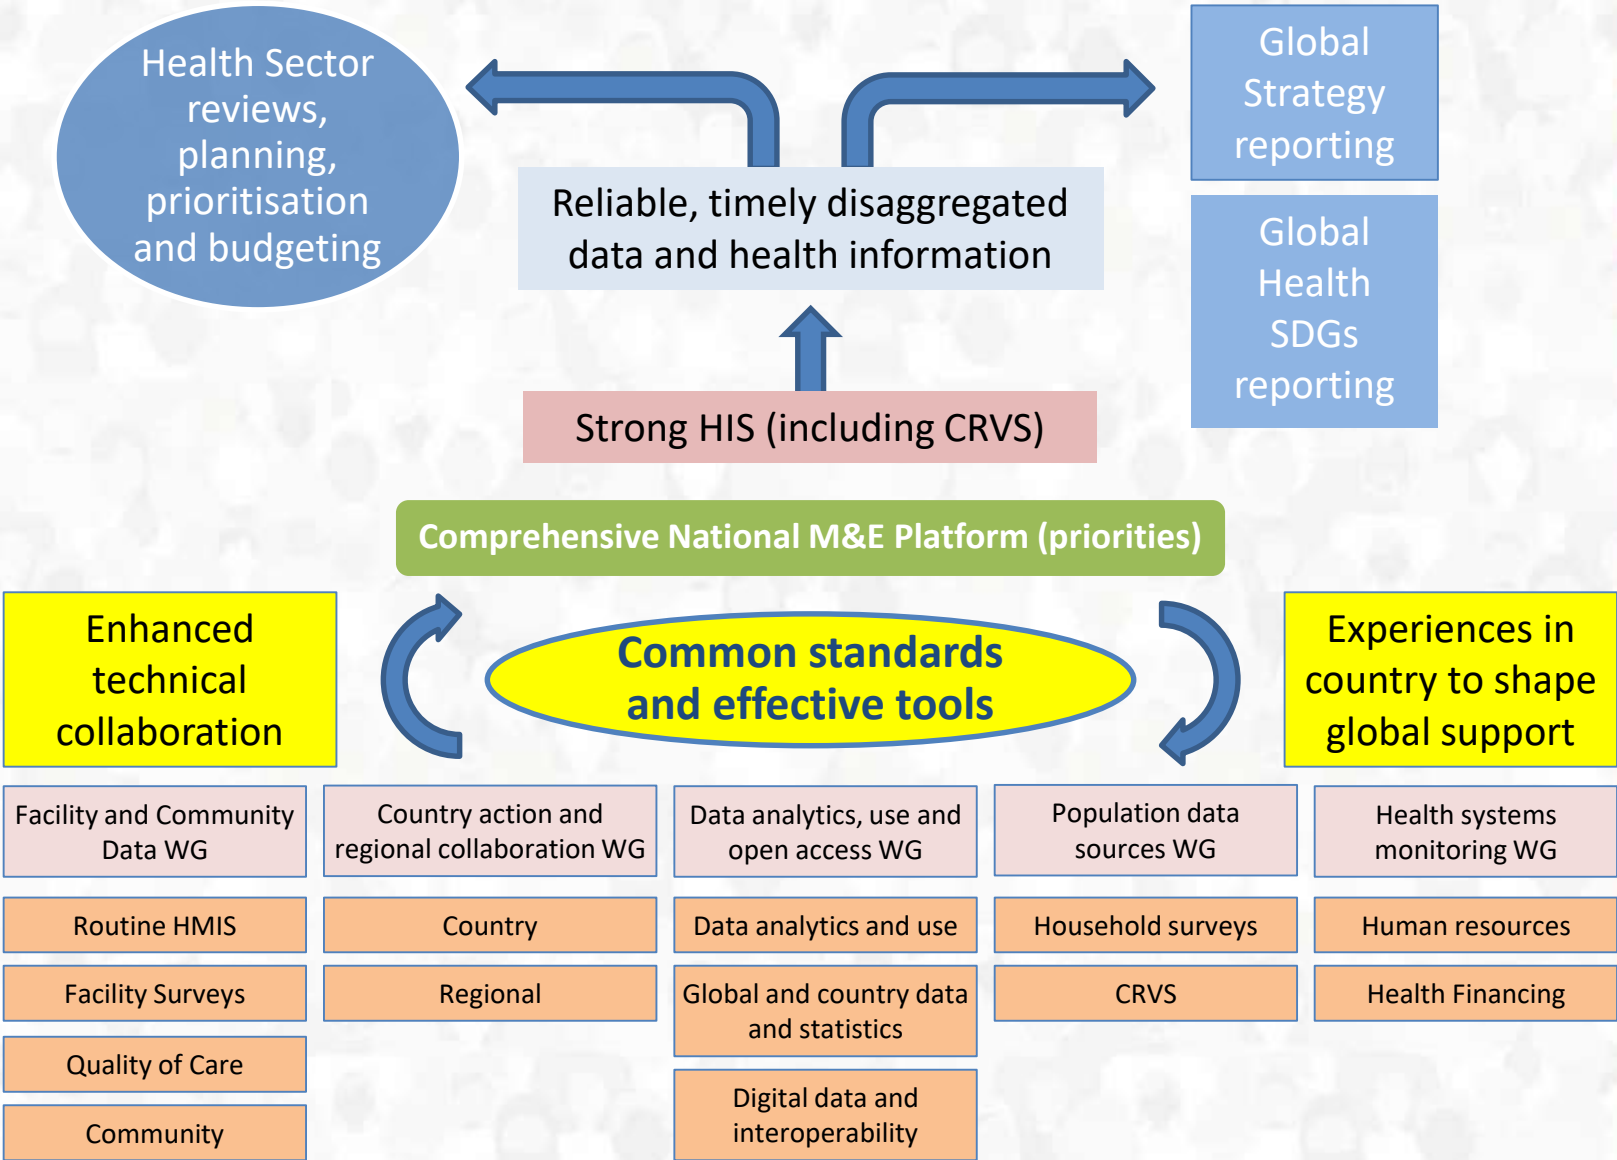 Health Sector
reviews,
planning,
prioritisation
and budgeting
Global
Strategy
reporting
Reliable, timely disaggregated
data and health information
Global
Health
SDGs
reporting
Strong HIS (including CRVS)
Comprehensive National M&E Platform (priorities)
Enhanced
technical
collaboration
Common standards
and effective tools
Experiences in
country to shape
global support
Facility and Community
Data WG
Country action and
regional collaboration WG
Data analytics, use and
open access WG
Population data
sources WG
Health systems
monitoring WG
Routine HMIS
Country
Data analytics and use
Household surveys
Human resources
Facility Surveys
Regional
Global and country data
and statistics
CRVS
Health Financing
Quality of Care
Digital data and
interoperability
Community